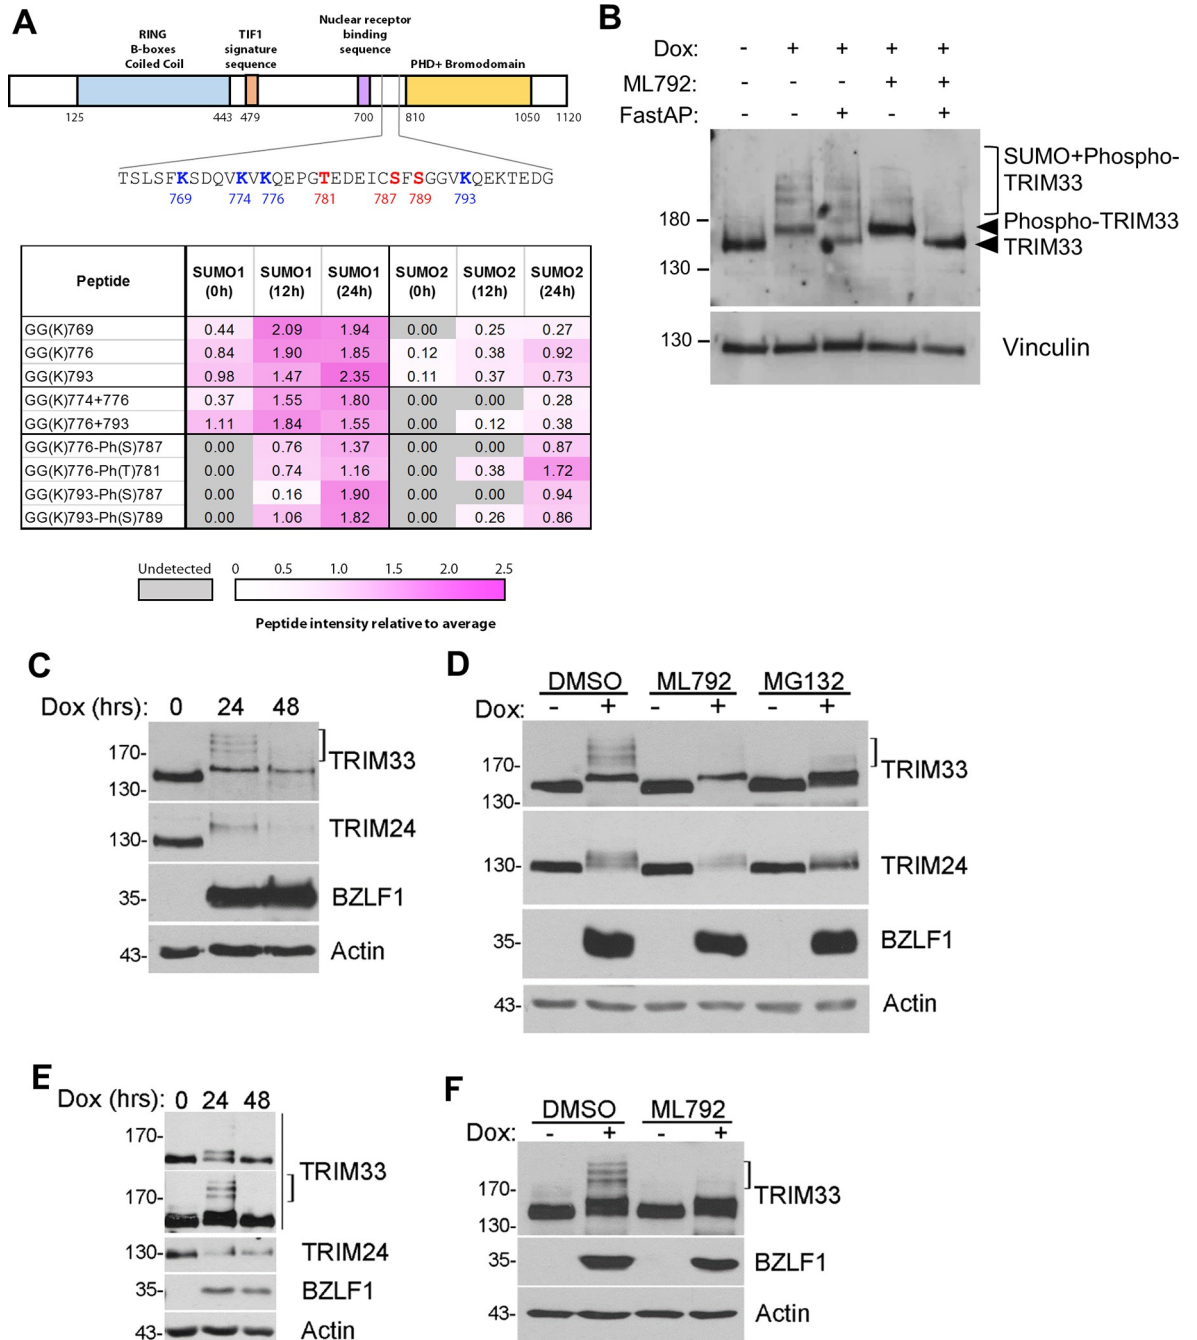 A
RING
B-boxes
Coiled Coil
TIF1
signature
sequence
Nuclear receptor
binding
sequence
PHD+ Bromodomain
125 443 479 700 810 1050 1120
TSLSFKSDQVKVKQEPGTEDEICSFSGGVKQEKTEDG
769 774 776 781 787 789 793
Peptide SUMO1 (0h) SUMO1 (12h) SUMO1 (24h) SUMO2 (0h) SUMO2 (12h) SUMO2 (24h)
GG(K)769 0.44 2.09 1.94 0.00 0.25 0.27
GG(K)776 0.84 1.90 1.85 0.12 0.38 0.92
GG(K)793 0.98 1.47 2.35 0.11 0.37 0.73
GG(K)774+776 0.37 1.55 1.80 0.00 0.00 0.28
GG(K)776+793 1.11 1.84 1.55 0.00 0.12 0.38
GG(K)776-Ph(S)787 0.00 0.76 1.37 0.00 0.00 0.87
GG(K)776-Ph(T)781 0.00 0.74 1.16 0.00 0.38 1.72
GG(K)793-Ph(S)787 0.00 0.16 1.90 0.00 0.00 0.94
GG(K)793-Ph(S)789 0.00 1.06 1.82 0.00 0.26 0.86
Undetected 0 0.5 1.0 1.5 2.0 2.5
Peptide intensity relative to average
B
Dox: - + + + +
ML792: - - - + +
FastAP: - - + - +
SUMO+Phospho-
TRIM33
180
Phospho-TRIM33
TRIM33
130
130
Vinculin
C
Dox (hrs): 0 24 48
170-
TRIM33
130-
TRIM24
130-
35- BZLF1
43- Actin
D
DMSO ML792 MG132
Dox: - + - + - +
170-
TRIM33
130-
130- TRIM24
35- BZLF1
43- Actin
E
Dox (hrs): 0 24 48
170-
TRIM33
170-
130- TRIM24
35- BZLF1
43- Actin
F
DMSO ML792
Dox: - + - +
170-
TRIM33
130-
35- BZLF1
43- Actin